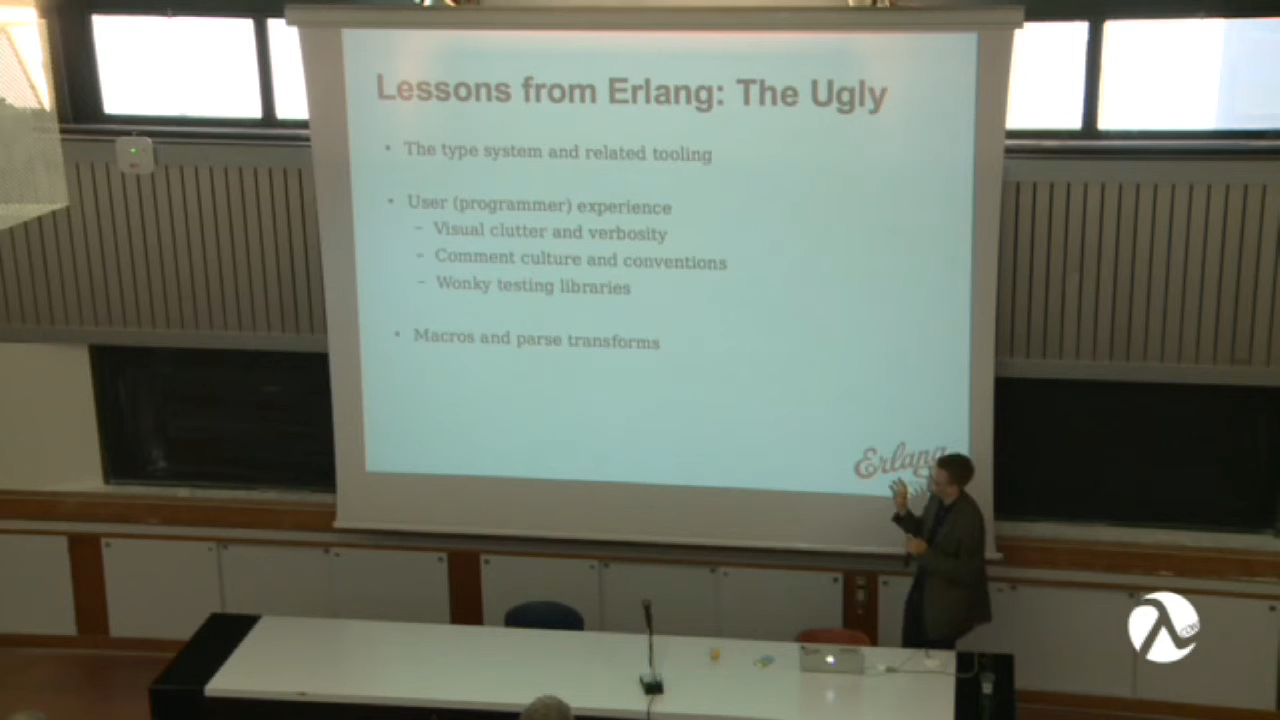 Lessons from Erlang: The Ugly
• The type system and related tooling
• User (programmer) experience
– Visual clutter and verbosity
– Comment culture and conventions
– Wonky testing libraries
• Macros and parse transforms
Erlang
λ
CON